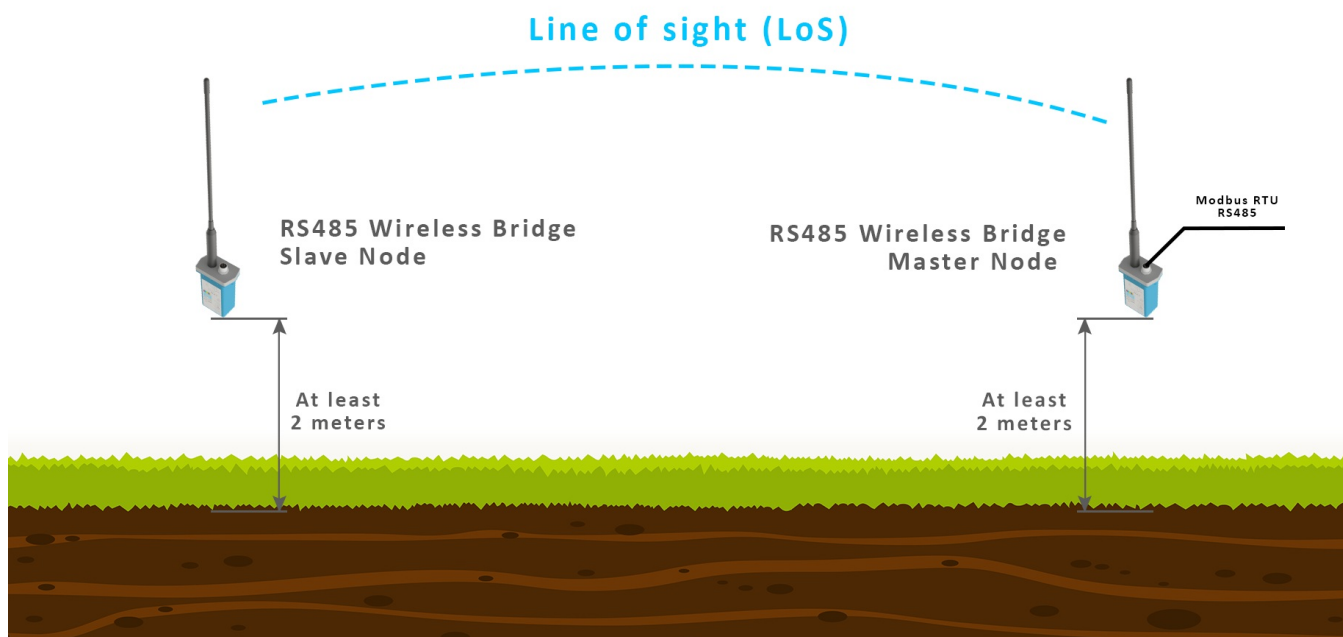 Line of sight (LoS)
Modbus RTU
RS485
RS485 Wireless Bridge
Slave Node
RS485 Wireless Bridge
Master Node
At least
2 meters
At least
2 meters